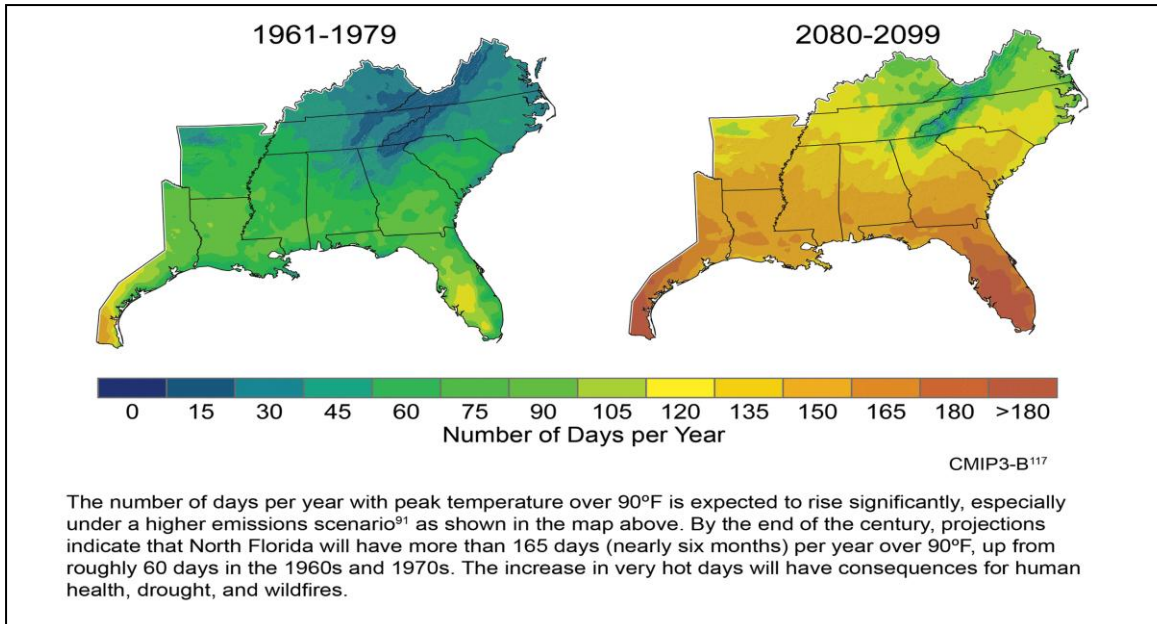 1961-1979
2080-2099
0 15 30 45 60 75 90 105 120 135 150 165 180 >180
Number of Days per Year
CMIP3-B¹¹⁷
The number of days per year with peak temperature over 90ºF is expected to rise significantly, especially
under a higher emissions scenario⁹¹ as shown in the map above. By the end of the century, projections
indicate that North Florida will have more than 165 days (nearly six months) per year over 90ºF, up from
roughly 60 days in the 1960s and 1970s. The increase in very hot days will have consequences for human
health, drought, and wildfires.